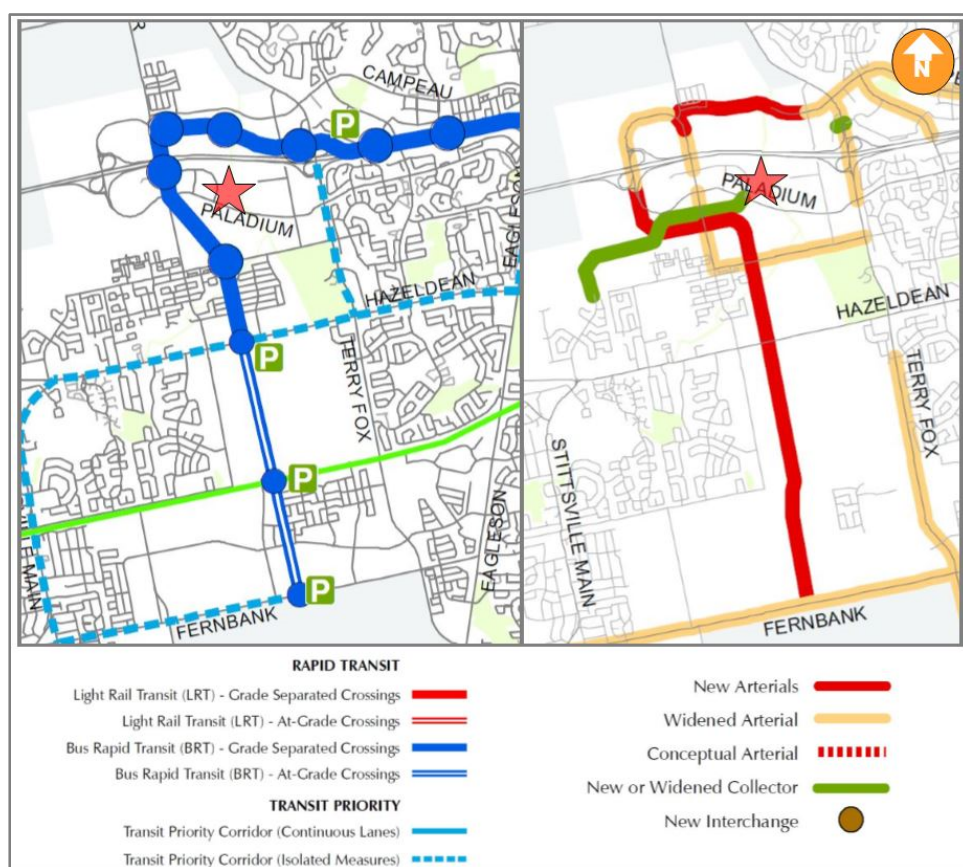 R
CAMPEAU
P
PALADIUM
EAGLESON
HAZELDEAN
P
TERRY FOX
P
EAGLESON
MAIN
P
FERNBANK
N
PALADIUM
HAZELDEAN
TERRY FOX
STITTSVILLE MAIN
FERNBANK
RAPID TRANSIT
Light Rail Transit (LRT) - Grade Separated Crossings
Light Rail Transit (LRT) - At-Grade Crossings
Bus Rapid Transit (BRT) - Grade Separated Crossings
Bus Rapid Transit (BRT) - At-Grade Crossings
TRANSIT PRIORITY
Transit Priority Corridor (Continuous Lanes)
Transit Priority Corridor (Isolated Measures)
New Arterials
Widened Arterial
Conceptual Arterial
New or Widened Collector
New Interchange